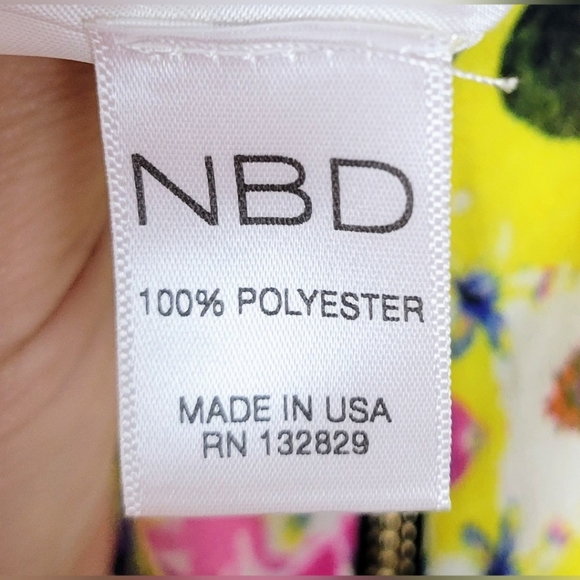 NBD
100% POLYESTER
MADE IN USA
RN 132829